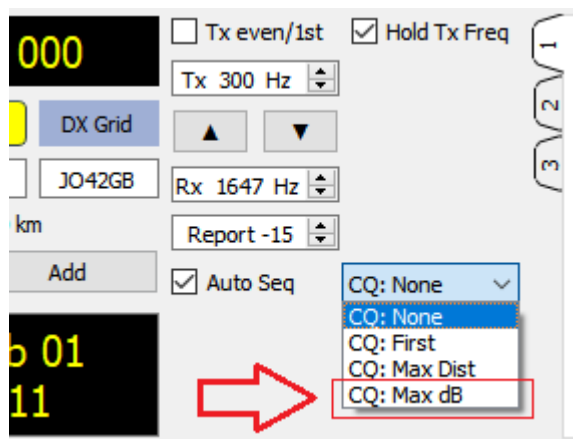 Tx even/1st Hold Tx Freq
000
Tx 300 Hz
DX Grid
▲ ▼
JO42GB
Rx 1647 Hz
km
Report -15
Add
Auto Seq CQ: None
CQ: None
CQ: First
CQ: Max Dist
CQ: Max dB
01
11
1
2
3